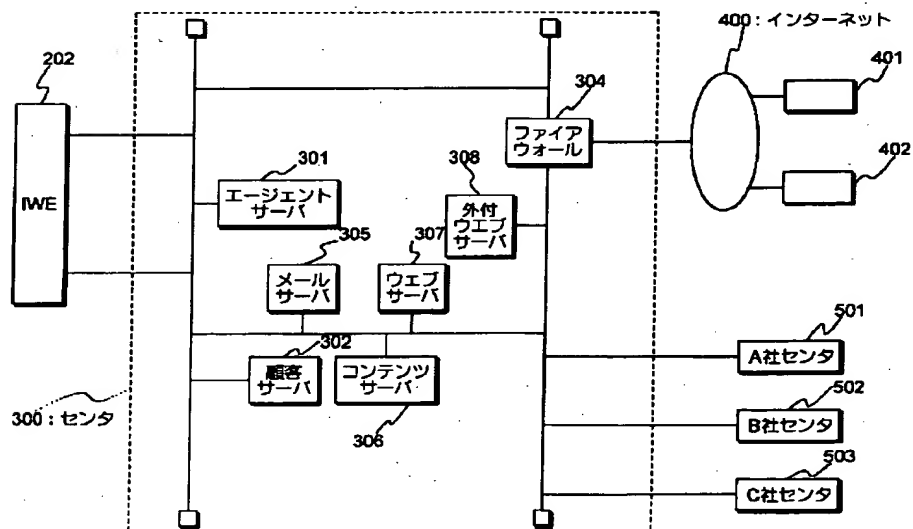 202
IWE
300:センタ
301
エージェント
サーバ
305
メール
サーバ
307
ウェブ
サーバ
308
外付
ウエブ
サーバ
304
ファイア
ウォール
302
顧客
サーバ
コンテンツ
サーバ
306
400:インターネット
401
402
501
A社センタ
502
B社センタ
503
C社センタ